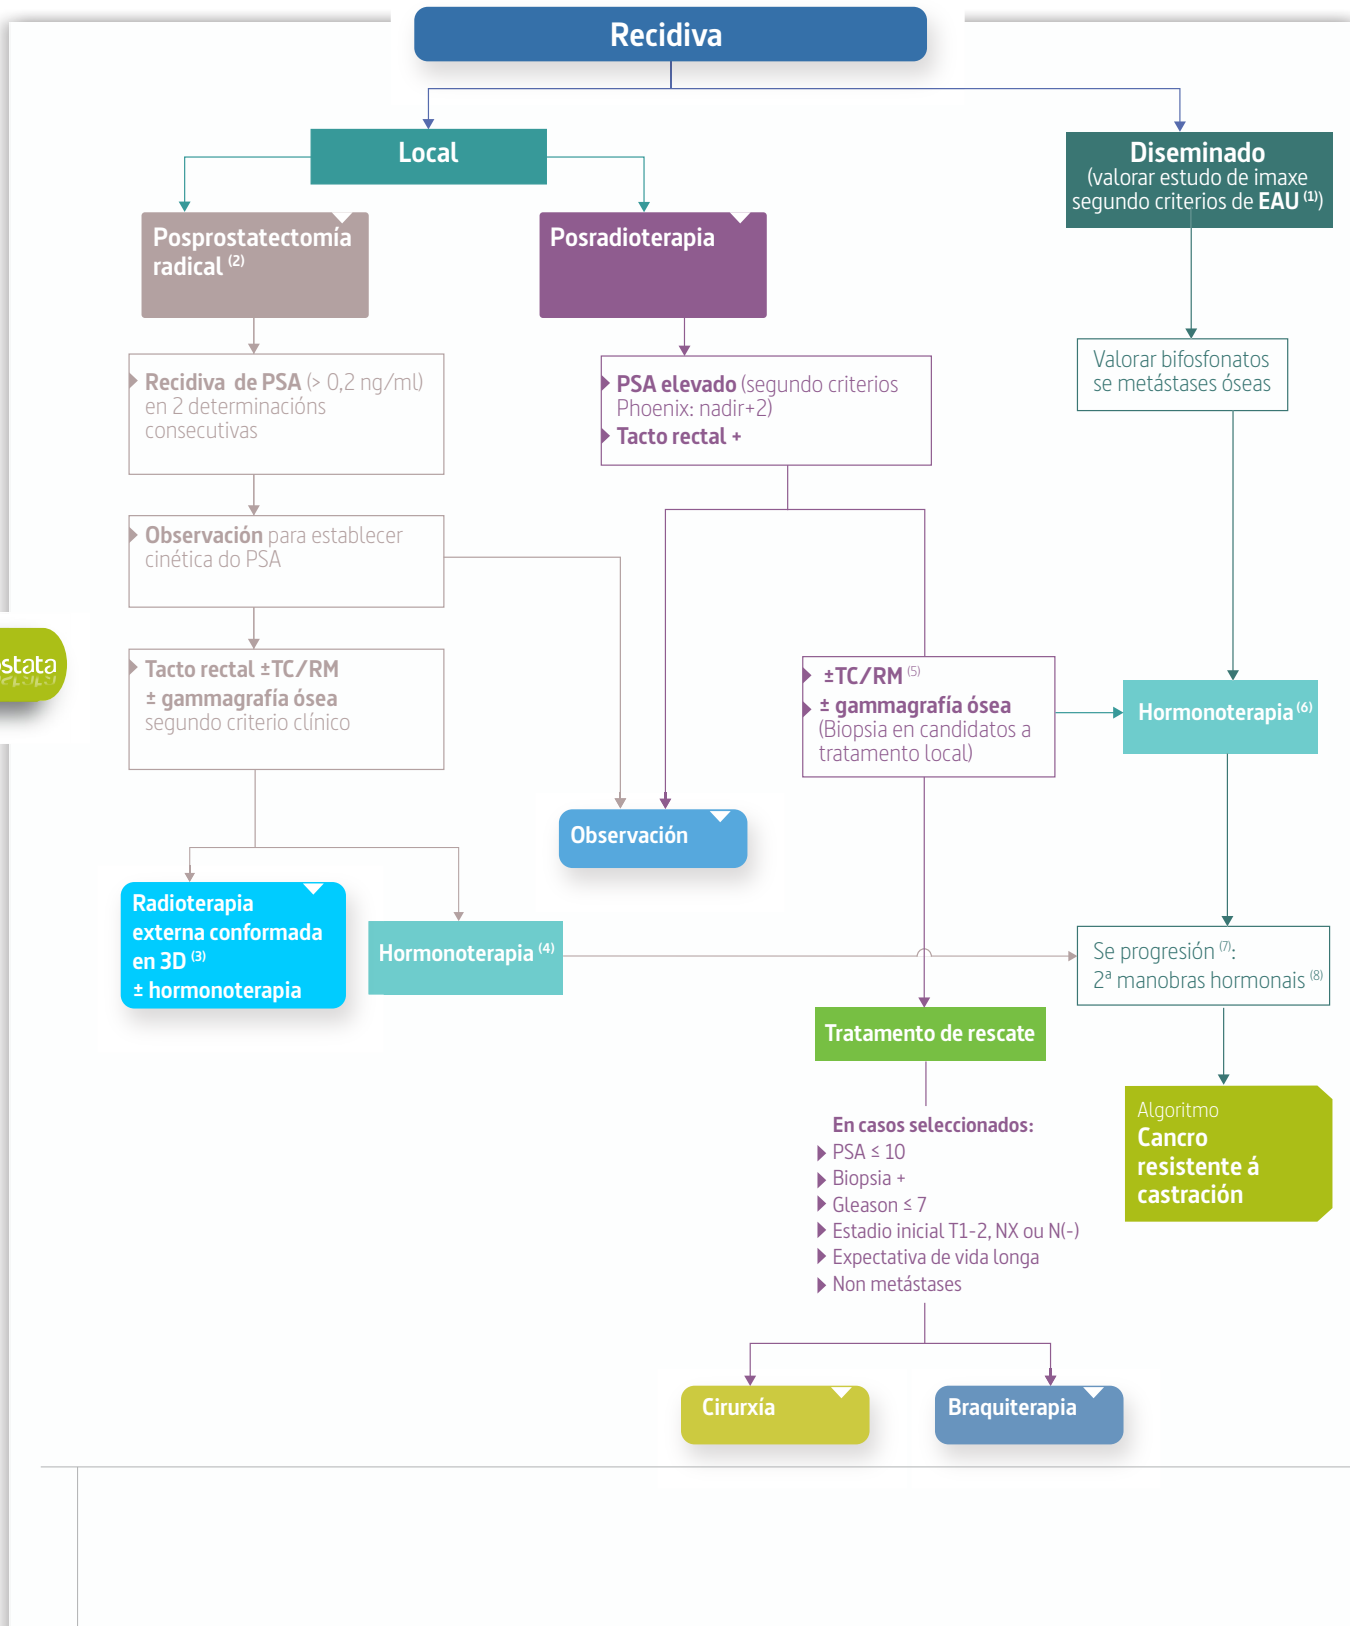 Recidiva
Local
Diseminado
(valorar estudo de imaxe
segundo criterios de EAU (1))
Posprostatectomía
radical (2)
Posradioterapia
Recidiva de PSA (> 0,2 ng/ml)
en 2 determinacións
consecutivas
PSA elevado (segundo criterios
Phoenix: nadir+2)
Tacto rectal +
Valorar bifosfonatos
se metástases óseas
Observación para establecer
cinética do PSA
Tacto rectal ±TC/RM
± gammagrafía ósea
segundo criterio clínico
±TC/RM (5)
± gammagrafía ósea
(Biopsia en candidatos a
tratamento local)
Hormonoterapia (6)
Observación
Radioterapia
externa conformada
en 3D (3)
± hormonoterapia
Hormonoterapia (4)
Se progresión (7):
2ª manobras hormonais (8)
Tratamento de rescate
En casos seleccionados:
PSA ≤ 10
Biopsia +
Gleason ≤ 7
Estadio inicial T1-2, NX ou N(-)
Expectativa de vida longa
Non metástases
Algoritmo
Cancro
resistente á
castración
Cirurxía
Braquiterapia